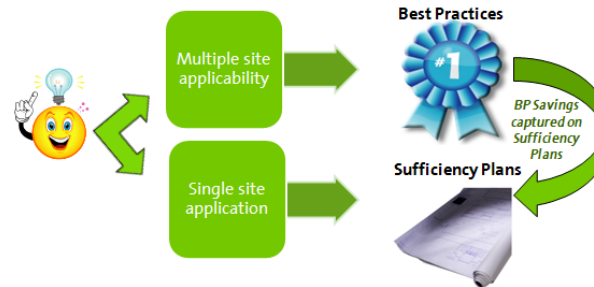 Best Practices
Multiple site
applicability
#1
BP Savings
captured on
Sufficiency
Plans
Sufficiency Plans
Single site
application